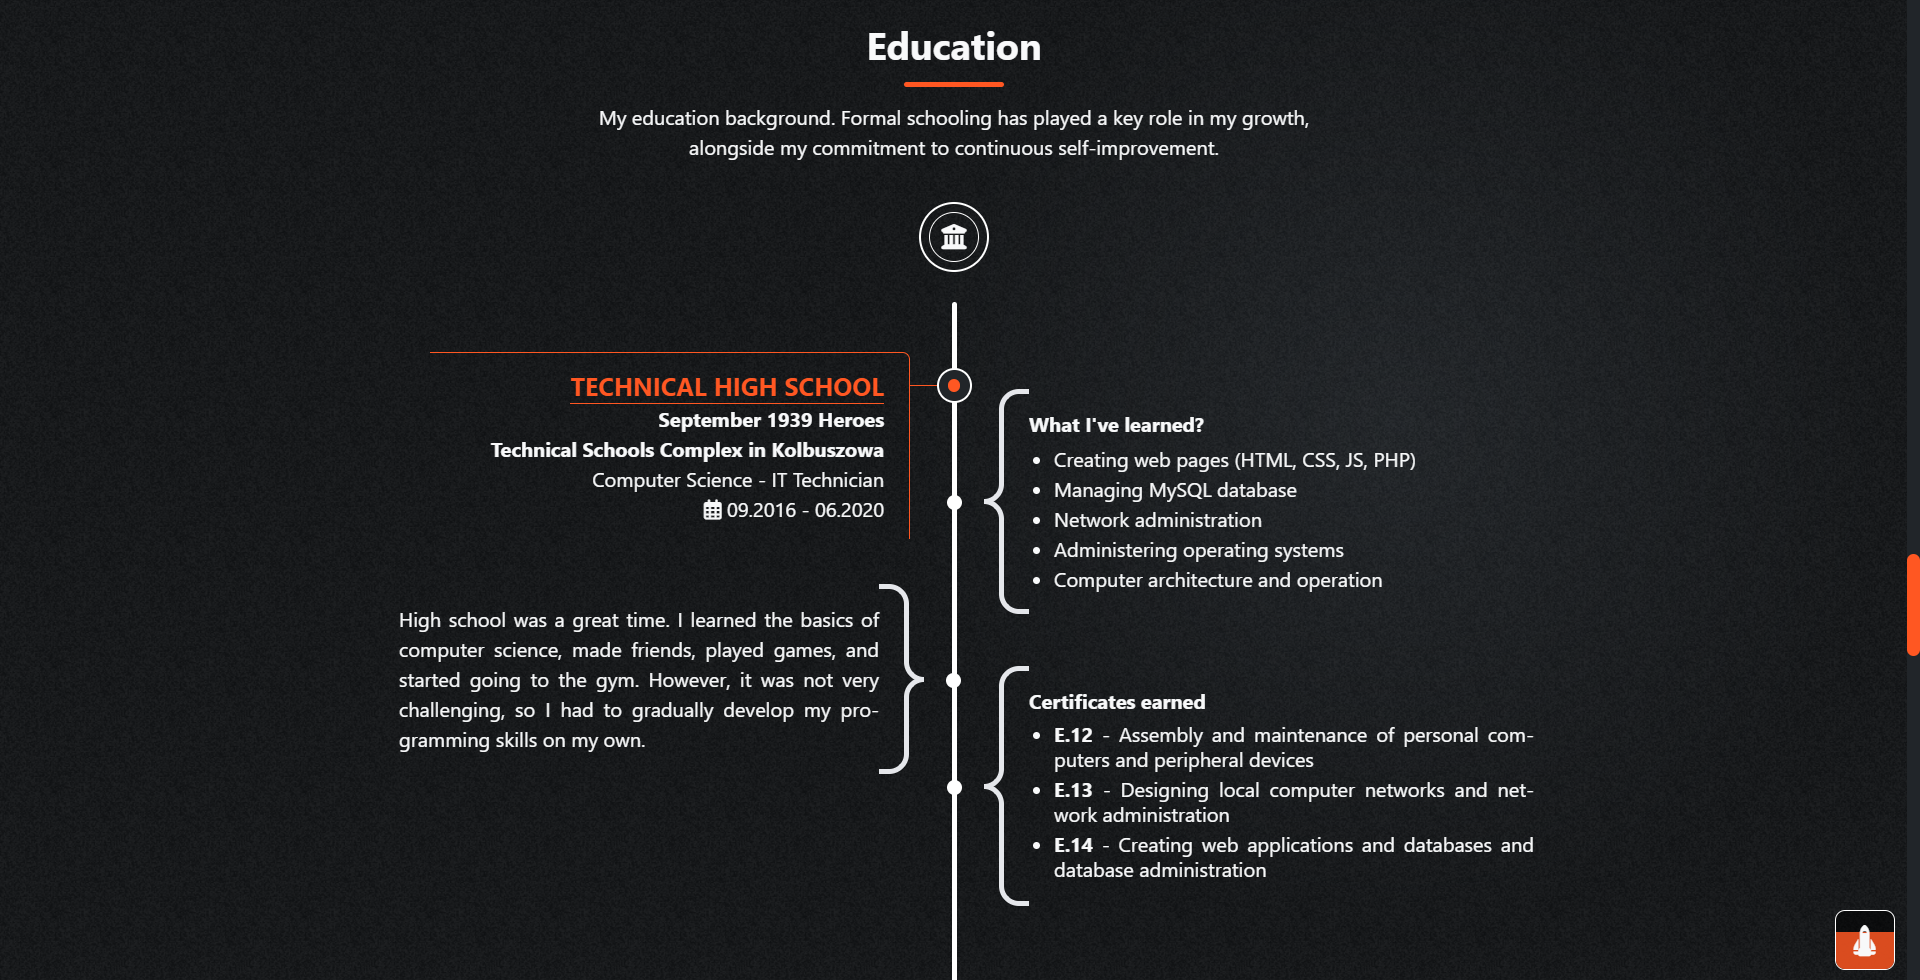 Education
My education background. Formal schooling has played a key role in my growth,
alongside my commitment to continuous self-improvement.
TECHNICAL HIGH SCHOOL
September 1939 Heroes
Technical Schools Complex in Kolbuszowa
Computer Science - IT Technician
09.2016 - 06.2020
What I've learned?
Creating web pages (HTML, CSS, JS, PHP)
Managing MySQL database
Network administration
Administering operating systems
Computer architecture and operation
High school was a great time. I learned the basics of
computer science, made friends, played games, and
started going to the gym. However, it was not very
challenging, so I had to gradually develop my pro-
gramming skills on my own.
Certificates earned
E.12 - Assembly and maintenance of personal com-
puters and peripheral devices
E.13 - Designing local computer networks and net-
work administration
E.14 - Creating web applications and databases and
database administration